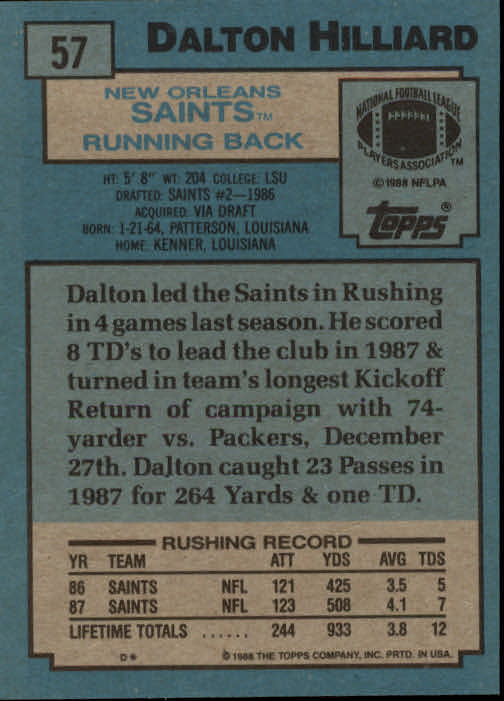 57
DALTON HILLIARD
NEW ORLEANS
SAINTS™
RUNNING BACK
NATIONAL FOOTBALL LEAGUE
PLAYERS ASSOCIATION™
©1988 NFLPA
Topps®
HT: 5' 8" WT: 204 COLLEGE: LSU
DRAFTED: SAINTS #2—1986
ACQUIRED: VIA DRAFT
BORN: 1-21-64, PATTERSON, LOUISIANA
HOME: KENNER, LOUISIANA
Dalton led the Saints in Rushing
in 4 games last season. He scored
8 TD's to lead the club in 1987 &
turned in team's longest Kickoff
Return of campaign with 74-
yarder vs. Packers, December
27th. Dalton caught 23 Passes in
1987 for 264 Yards & one TD.
RUSHING RECORD
YR TEAM ATT YDS AVG TDS
86 SAINTS NFL 121 425 3.5 5
87 SAINTS NFL 123 508 4.1 7
LIFETIME TOTALS ...... 244 933 3.8 12
D* ©1988 THE TOPPS COMPANY, INC. PRTD. IN USA.